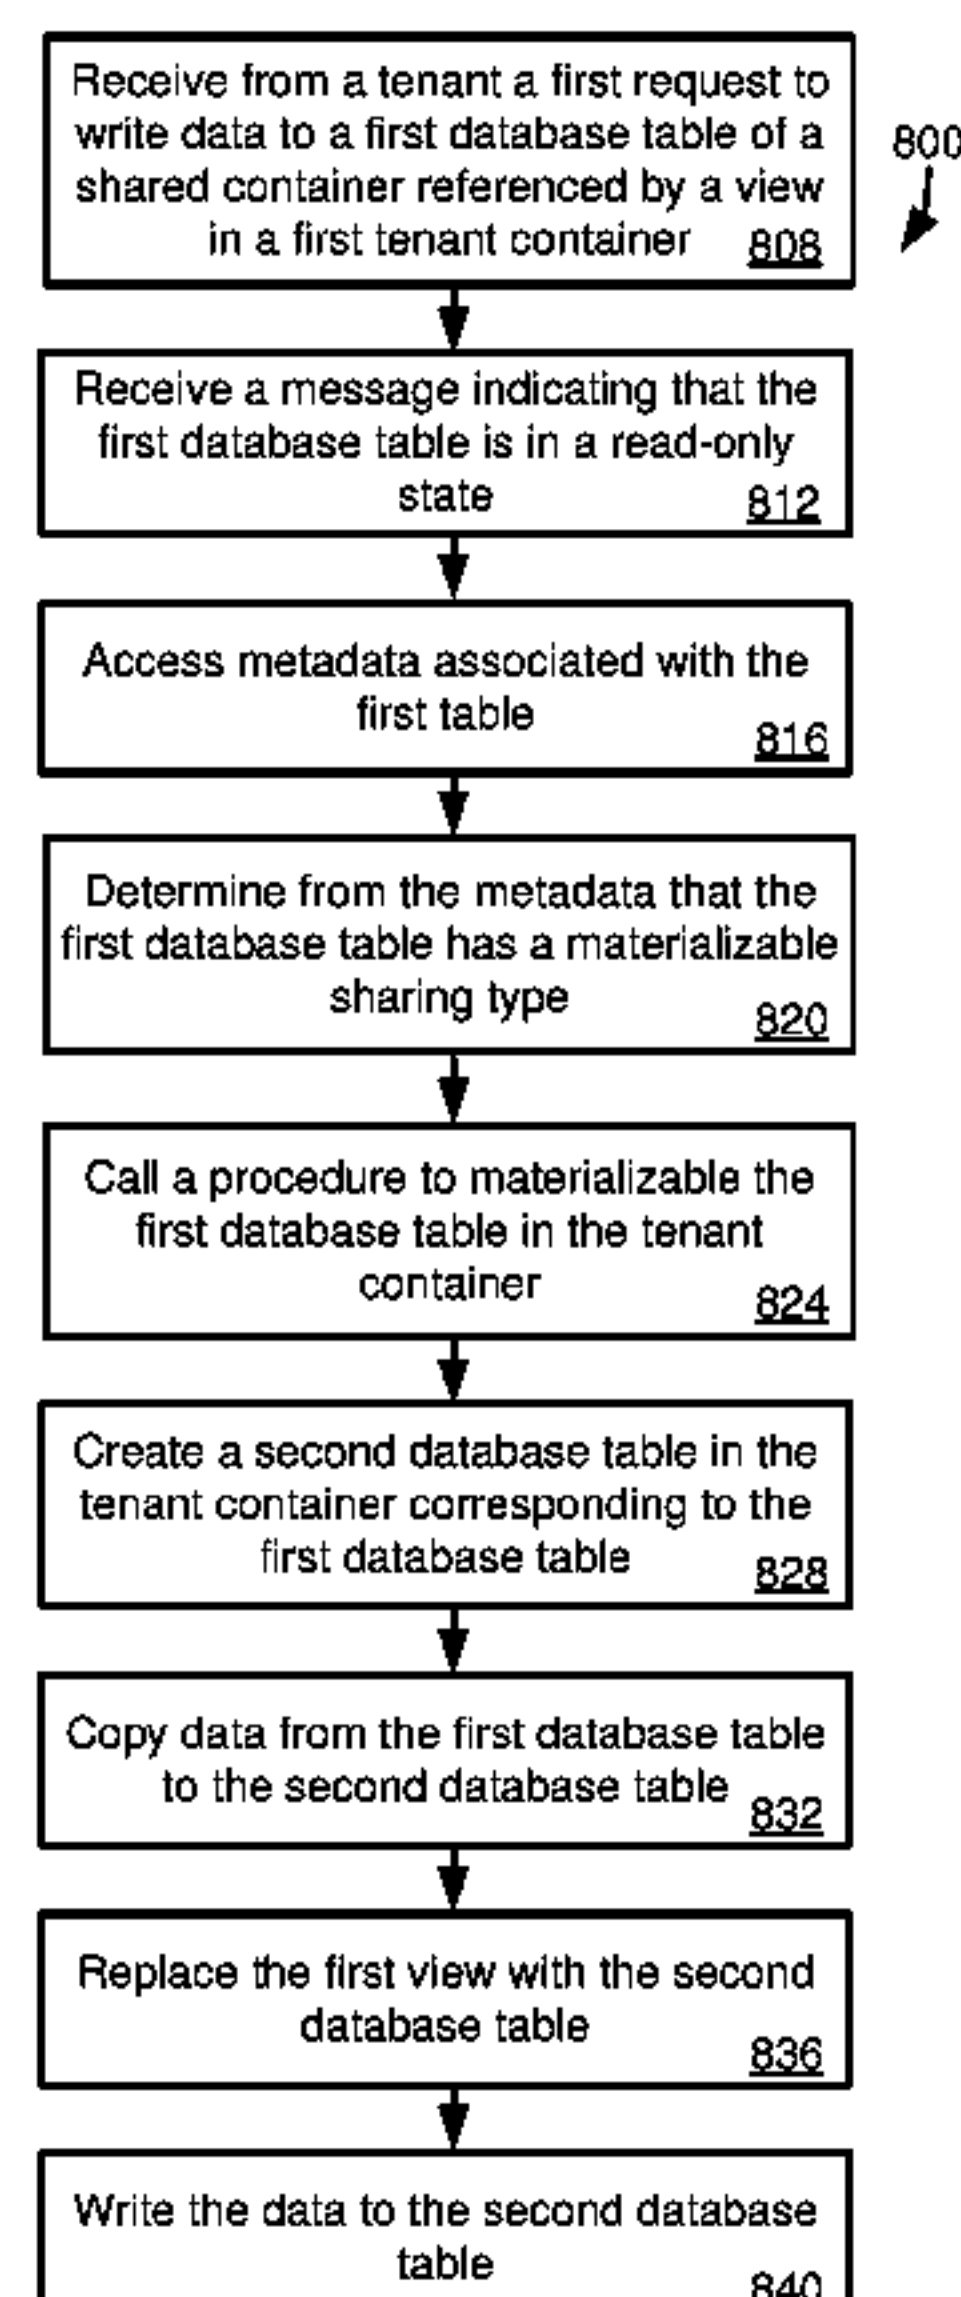 Receive from a tenant a first request to
write data to a first database table of a
shared container referenced by a view
in a first tenant container 808
800
Receive a message indicating that the
first database table is in a read-only
state 812
Access metadata associated with the
first table
816
Determine from the metadata that the
first database table has a materializable
sharing type
820
Call a procedure to materializable the
first database table in the tenant
container
824
Create a second database table in the
tenant container corresponding to the
first database table
828
Copy data from the first database table
to the second database table
832
Replace the first view with the second
database table
836
Write the data to the second database
table
840